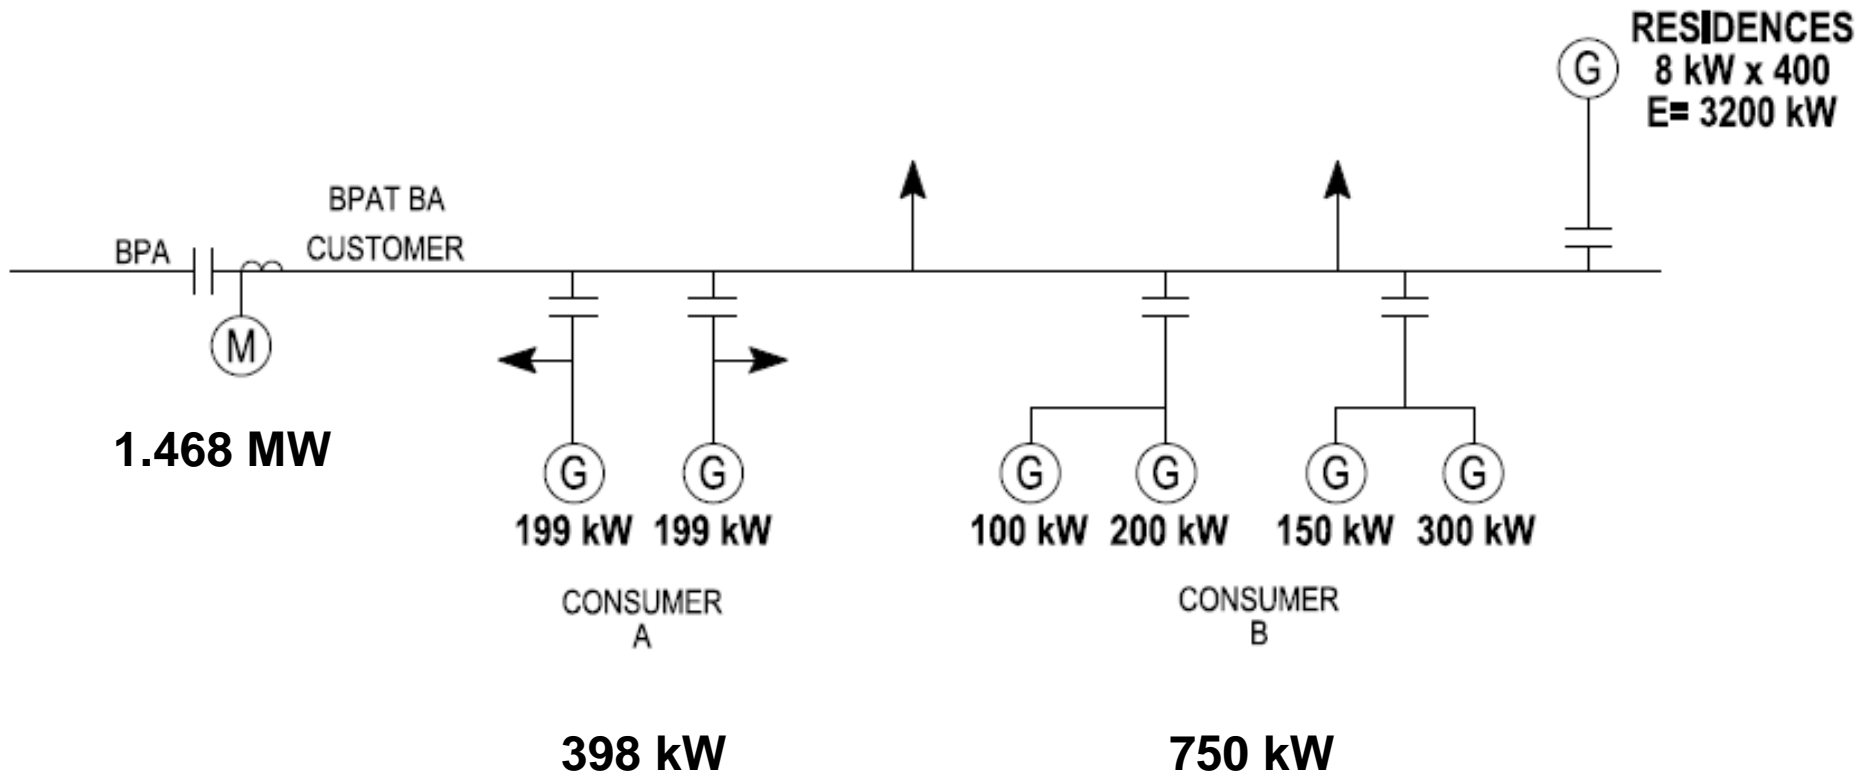 RESIDENCES
8 kW x 400
E= 3200 kW
G
BPAT BA
CUSTOMER
BPA
M
1.468 MW
G G G G G G
199 kW 199 kW 100 kW 200 kW 150 kW 300 kW
CONSUMER
A
CONSUMER
B
398 kW
750 kW